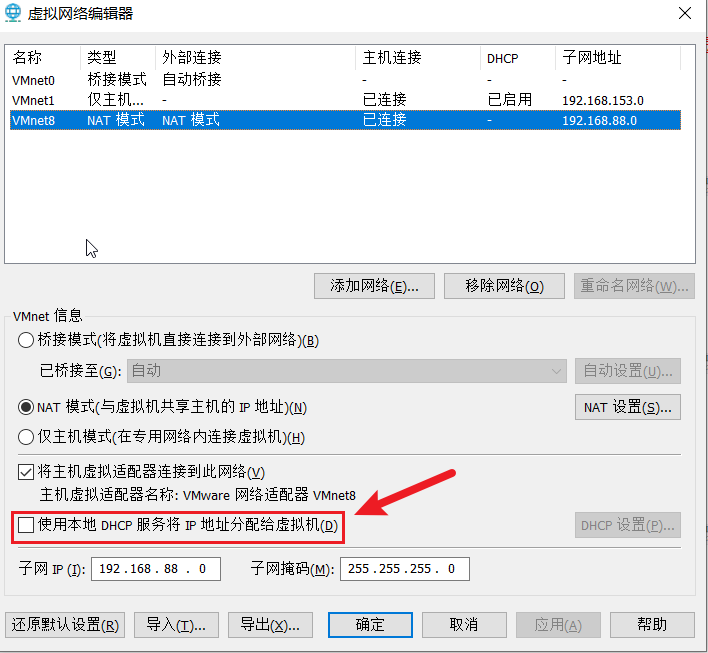 虚拟网络编辑器
名称 类型 外部连接 主机连接 DHCP 子网地址
VMnet0 桥接模式 自动桥接 - - -
VMnet1 仅主机... - 已连接 已启用 192.168.153.0
VMnet8 NAT 模式 NAT 模式 已连接 - 192.168.88.0
添加网络(E)... 移除网络(O) 重命名网络(W)...
VMnet 信息
桥接模式(将虚拟机直接连接到外部网络)(B)
已桥接至(G): 自动 自动设置(U)...
NAT 模式(与虚拟机共享主机的 IP 地址)(N) NAT 设置(S)...
仅主机模式(在专用网络内连接虚拟机)(H)
将主机虚拟适配器连接到此网络(V)
主机虚拟适配器名称: VMware 网络适配器 VMnet8
使用本地 DHCP 服务将 IP 地址分配给虚拟机(D) DHCP 设置(P)...
子网 IP (I): 192 . 168 . 88 . 0 子网掩码(M): 255 . 255 . 255 . 0
还原默认设置(R) 导入(T)... 导出(X)... 确定 取消 应用(A) 帮助